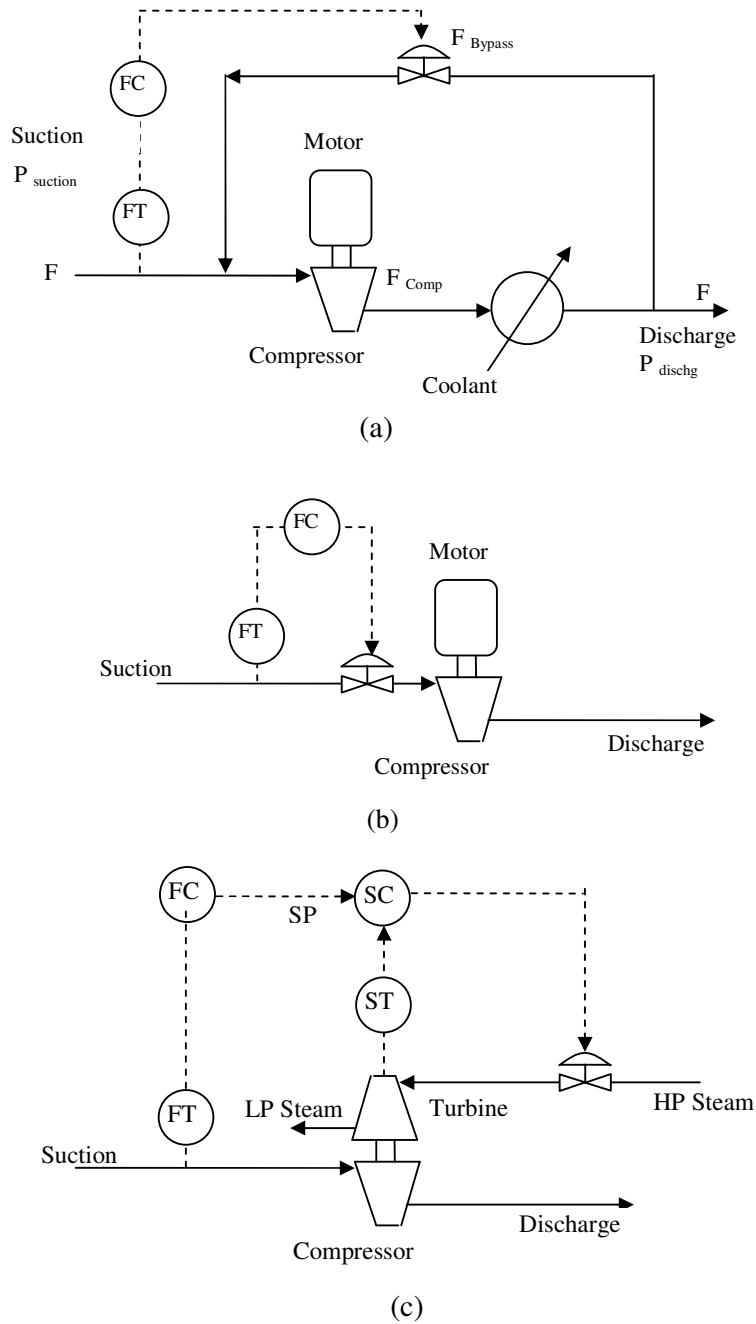 F Bypass
FC
Suction
Motor
P suction
FT
F
F Comp
F
Compressor
Discharge
P dischg
Coolant
(a)
FC
Motor
FT
Suction
Discharge
Compressor
(b)
FC
SC
SP
ST
FT
LP Steam
Turbine
HP Steam
Suction
Discharge
Compressor
(c)